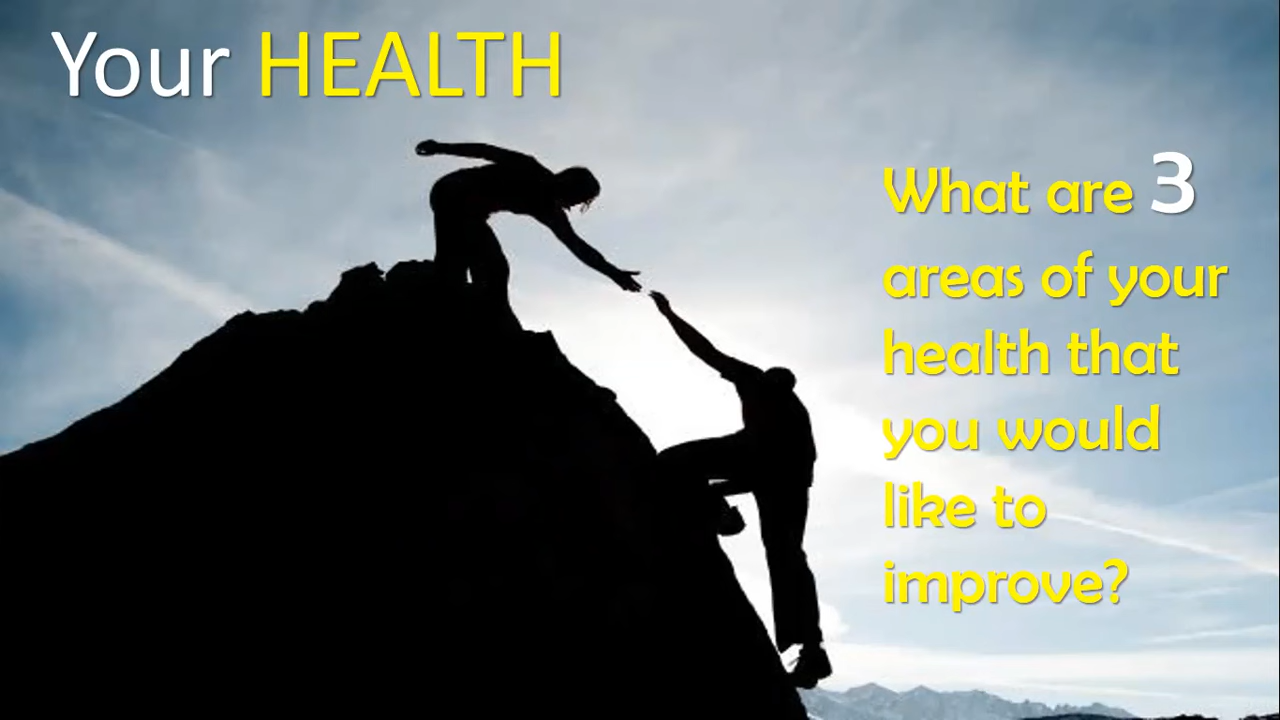 Your HEALTH
What are 3
areas of your
health that
you would
like to
improve?